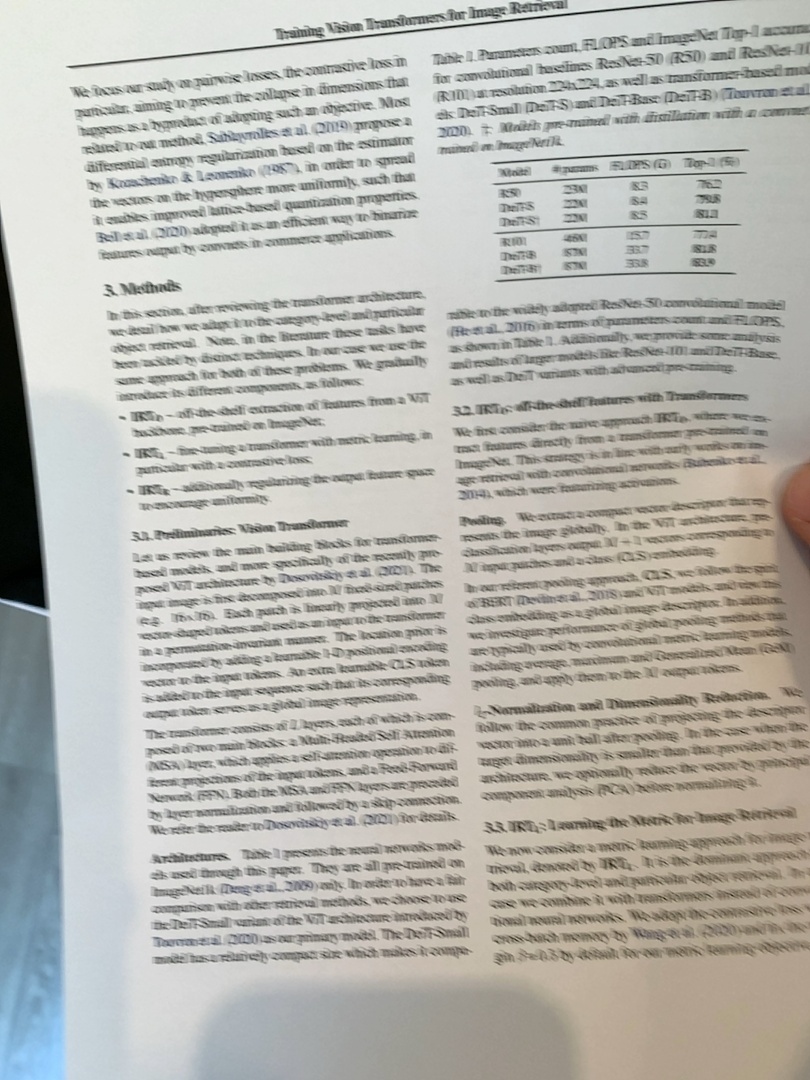 Training Vision Transformers for Image Retrieval
We focus our study on pairwise losses, the contrastive loss in
particular, aiming to prevent the collapse in dimensions that
happens as a byproduct of adopting such an objective. Most
related to our method, Sablayrolles et al. (2019) propose a
differential entropy regularization based on the estimator
by Kozachenko & Leonenko (1987), in order to spread
the vectors on the hypersphere more uniformly, such that
it enables improved lattice-based quantization properties.
Bell et al. (2020) adopted it as an efficient way to binarize
features output by convnets in commerce applications.
3. Methods
In this section, after reviewing the transformer architecture,
we detail how we adapt it to the category-level and particular
object retrieval. Note, in the literature these tasks have
been tackled by distinct techniques. In our case we use the
same approach for both of these problems. We gradually
introduce its different components, as follows:
• IRT – off-the-shelf extraction of features from a ViT
backbone, pre-trained on ImageNet;
• IRT – fine-tuning a transformer with metric learning, in
particular with a contrastive loss;
• IRT – additionally regularizing the output feature space
to encourage uniformity.
3.1. Preliminaries: Vision Transformer
Let us review the main building blocks for transformer-
based models, and more specifically of the recently pro-
posed ViT architecture by Dosovitskiy et al. (2021). The
input image is first decomposed into M fixed-sized patches
(e.g. 16×16). Each patch is linearly projected into M
vector-shaped tokens and used as an input to the transformer
in a permutation-invariant manner. The location prior is
incorporated by adding a learnable 1-D positional encoding
vector to the input tokens. An extra learnable CLS token
is added to the input sequence such that its corresponding
output token serves as a global image representation.
The transformer consists of L layers, each of which is com-
posed of two main blocks: a Multi-Headed Self Attention
(MSA) layer, which applies a self-attention operation to dif-
ferent projections of the input tokens, and a Feed-Forward
Network (FFN). Both the MSA and FFN layers are preceded
by layer normalization and followed by a skip connection.
We refer the reader to Dosovitskiy et al. (2021) for details.
Architectures. Table 1 presents the neural networks mod-
els used through this paper. They are all pre-trained on
ImageNet1k (Deng et al., 2009) only. In order to have a fair
comparison with other retrieval methods, we choose to use
the DeiT-Small variant of the ViT architecture introduced by
Touvron et al. (2020) as our primary model. The DeiT-Small
model has a relatively compact size which makes it compa-
Table 1. Parameters count, FLOPS and ImageNet Top-1 accura
for convolutional baselines ResNet-50 (R50) and ResNet-10
(R101) at resolution 224x224, as well as transformer-based mod
els: DeiT-Small (DeiT-S) and DeiT-Base (DeiT-B) (Touvron et al.
2020). †: Models pre-trained with distillation with a convnet
trained on ImageNet1k.
Model # params FLOPS (G) Top-1 (%)
R50 23M 8.3 76.2
DeiT-S 22M 8.4 79.8
DeiT-S† 22M 8.5 81.1
R101 46M 15.7 77.4
DeiT-B 87M 33.7 81.8
DeiT-B† 87M 33.8 83.9
rable to the widely adopted ResNet-50 convolutional model
(He et al., 2016) in terms of parameters count and FLOPS,
as shown in Table 1. Additionally, we provide some analysis
and results of larger models like ResNet-101 and DeiT-Base,
as well as DeiT variants with advanced pre-training.
3.2. IRT: off-the-shelf features with Transformers
We first consider the naive approach IRT, where we ex-
tract features directly from a transformer pre-trained on
ImageNet. This strategy is in line with early works on im-
age retrieval with convolutional networks (Babenko et al.,
2014), which were featurizing activations.
Pooling. We extract a compact vector descriptor that rep-
resents the image globally. In the ViT architecture, pre-
classification layers output M + 1 vectors corresponding to
M input patches and a class (CLS) embedding.
In our referent pooling approach, CLS, we follow the spirit
of BERT (Devlin et al., 2018) and ViT models, and view this
class embedding as a global image descriptor. In addition,
we investigate performance of global pooling methods that
are typically used by convolutional metric learning models,
including average, maximum and Generalized Mean (GeM)
pooling, and apply them to the M output tokens.
l₂-Normalization and Dimensionality Reduction. We
follow the common practice of projecting the descriptor
vector into a unit ball after pooling. In the case when the
target dimensionality is smaller than that provided by the
architecture, we optionally reduce the vector by principal
component analysis (PCA) before normalizing it.
3.3. IRT: Learning the Metric for Image Retrieval
We now consider a metric learning approach for image
trieval, denoted by IRT. It is the dominant approach
both category-level and particular object retrieval. In
case we combine it with transformers instead of convolu
tional neural networks. We adopt the contrastive loss
cross-batch memory by Wang et al. (2020) and fix the
gin β=0.5 by default for our metric learning objective